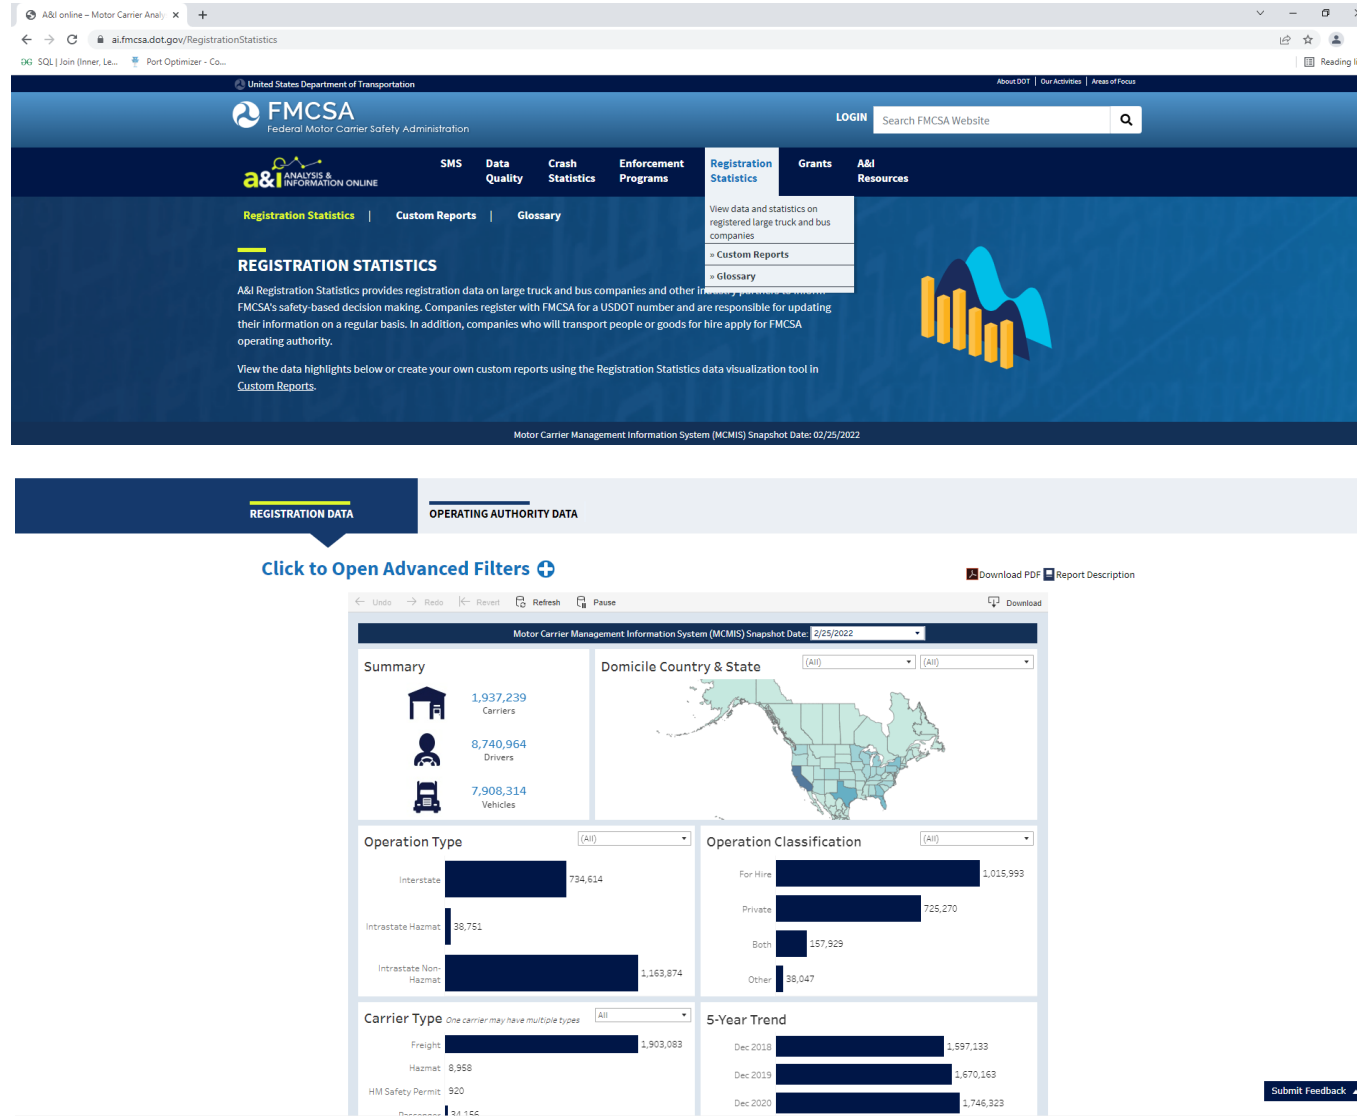 A&I online – Motor Carrier Analy
ai.fmcsa.dot.gov/RegistrationStatistics
SQL | Join (Inner, Le...
Port Optimizer - Co...
Reading li
United States Department of Transportation
About DOT | Our Activities | Areas of Focus
FMCSA
Federal Motor Carrier Safety Administration
LOGIN
Search FMCSA Website
a&i ANALYSIS &
INFORMATION ONLINE
SMS
Data
Quality
Crash
Statistics
Enforcement
Programs
Registration
Statistics
Grants
A&I
Resources
Registration Statistics | Custom Reports | Glossary
View data and statistics on
registered large truck and bus
companies
» Custom Reports
» Glossary
REGISTRATION STATISTICS
A&I Registration Statistics provides registration data on large truck and bus companies and other
FMCSA's safety-based decision making. Companies register with FMCSA for a USDOT number and are responsible for updating
their information on a regular basis. In addition, companies who will transport people or goods for hire apply for FMCSA
operating authority.
View the data highlights below or create your own custom reports using the Registration Statistics data visualization tool in
Custom Reports.
Motor Carrier Management Information System (MCMIS) Snapshot Date: 02/25/2022
REGISTRATION DATA
OPERATING AUTHORITY DATA
Click to Open Advanced Filters
Download PDF Report Description
Undo Redo Revert Refresh Pause Download
Motor Carrier Management Information System (MCMIS) Snapshot Date: 2/25/2022
Summary
1,937,239
Carriers
8,740,964
Drivers
7,908,314
Vehicles
Domicile Country & State
(All)
(All)
Operation Type
(All)
Interstate 734,614
Intrastate Hazmat 38,751
Intrastate Non-
Hazmat 1,163,874
Operation Classification
(All)
For Hire 1,015,993
Private 725,270
Both 157,929
Other 38,047
Carrier Type One carrier may have multiple types
All
Freight 1,903,083
Hazmat 8,958
HM Safety Permit 920
Passenger 34,156
5-Year Trend
Dec 2018 1,597,133
Dec 2019 1,670,163
Dec 2020 1,746,323
Submit Feedback